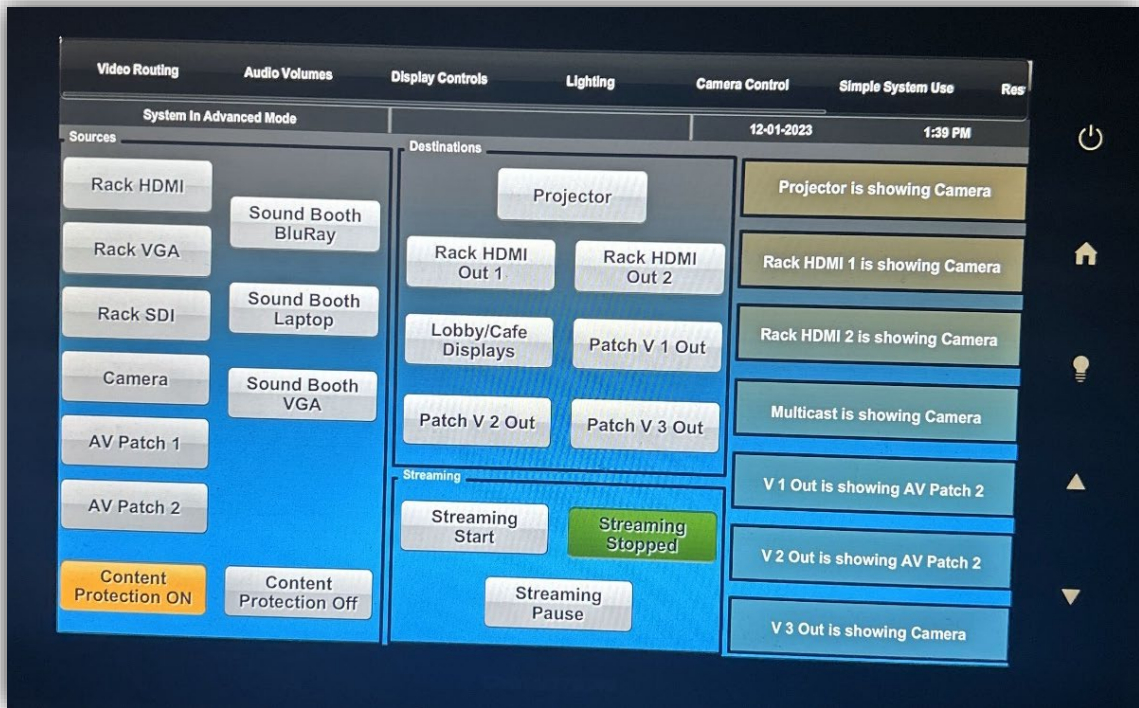 Video Routing
Audio Volumes
Display Controls
Lighting
Camera Control
Simple System Use
Res
System In Advanced Mode
12-01-2023
1:39 PM
Sources
Rack HDMI
Rack VGA
Rack SDI
Camera
AV Patch 1
AV Patch 2
Sound Booth
BluRay
Sound Booth
Laptop
Sound Booth
VGA
Content
Protection ON
Content
Protection Off
Destinations
Projector
Rack HDMI
Out 1
Rack HDMI
Out 2
Lobby/Cafe
Displays
Patch V 1 Out
Patch V 2 Out
Patch V 3 Out
Streaming
Streaming
Start
Streaming
Stopped
Streaming
Pause
Projector is showing Camera
Rack HDMI 1 is showing Camera
Rack HDMI 2 is showing Camera
Multicast is showing Camera
V 1 Out is showing AV Patch 2
V 2 Out is showing AV Patch 2
V 3 Out is showing Camera